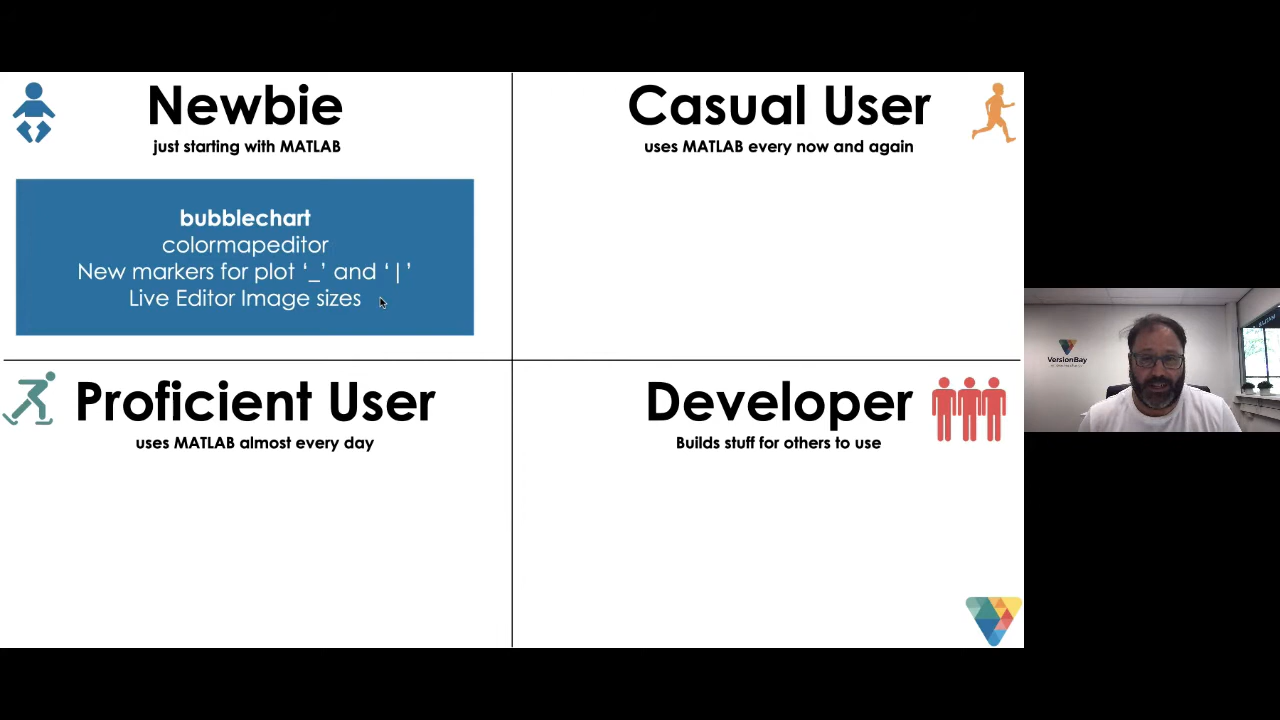 Newbie
just starting with MATLAB
bubblechart
colormapeditor
New markers for plot ‘_’ and ‘|’
Live Editor Image sizes
Casual User
uses MATLAB every now and again
Proficient User
uses MATLAB almost every day
Developer
Builds stuff for others to use
VersionBay